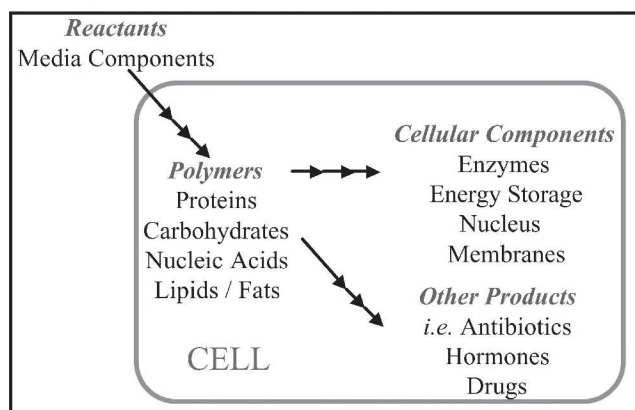 Reactants
Media Components
Polymers
Proteins
Carbohydrates
Nucleic Acids
Lipids / Fats
Cellular Components
Enzymes
Energy Storage
Nucleus
Membranes
Other Products
i.e. Antibiotics
Hormones
Drugs
CELL